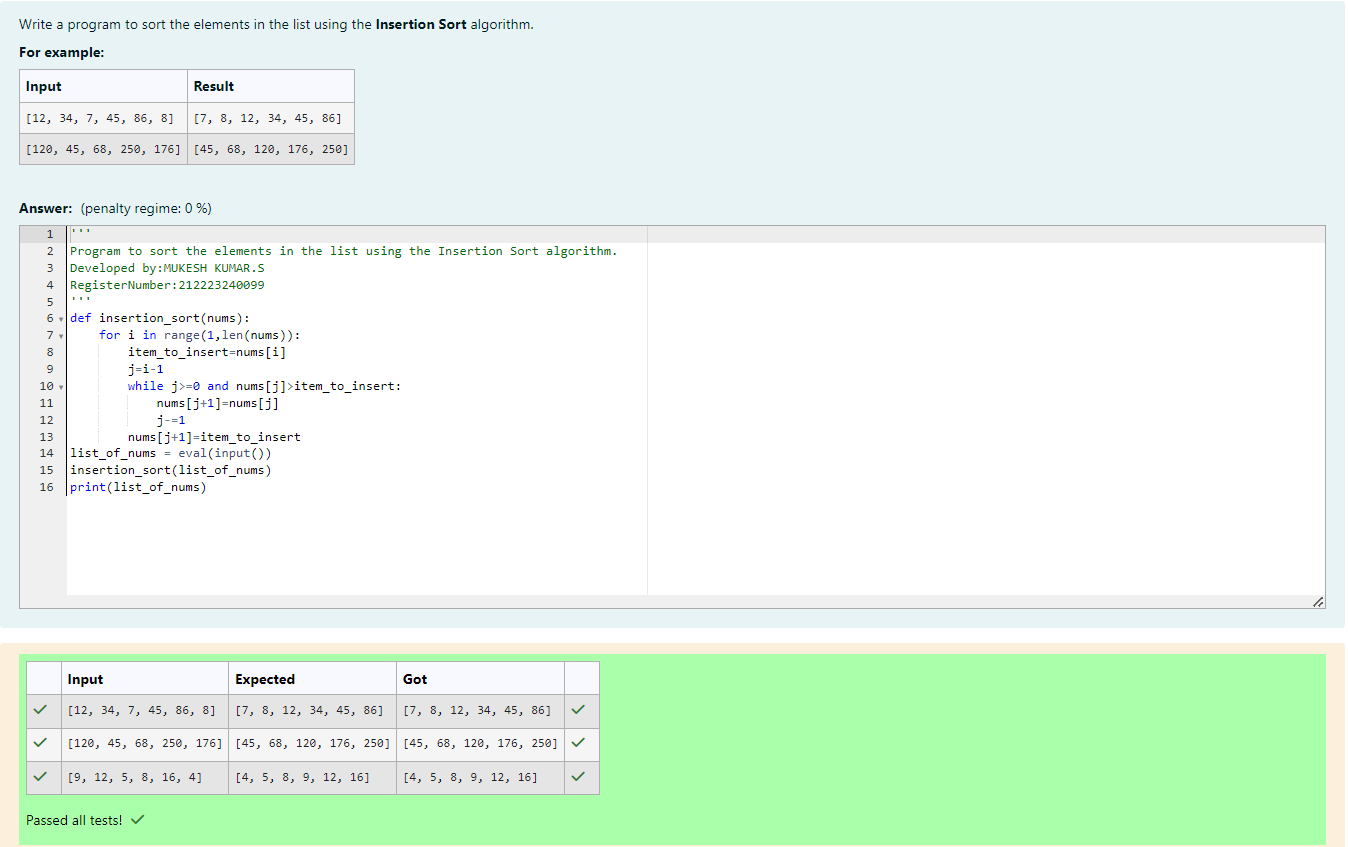 Write a program to sort the elements in the list using the Insertion Sort algorithm.
For example:
Input Result
[12, 34, 7, 45, 86, 8] [7, 8, 12, 34, 45, 86]
[120, 45, 68, 250, 176] [45, 68, 120, 176, 250]
Answer: (penalty regime: 0 %)
1 '''
2 Program to sort the elements in the list using the Insertion Sort algorithm.
3 Developed by:MUKESH KUMAR.S
4 RegisterNumber:212223240099
5 '''
6 def insertion_sort(nums):
7     for i in range(1,len(nums)):
8         item_to_insert=nums[i]
9         j=i-1
10         while j>=0 and nums[j]>item_to_insert:
11             nums[j+1]=nums[j]
12             j-=1
13         nums[j+1]=item_to_insert
14 list_of_nums = eval(input())
15 insertion_sort(list_of_nums)
16 print(list_of_nums)
Input Expected Got
[12, 34, 7, 45, 86, 8] [7, 8, 12, 34, 45, 86] [7, 8, 12, 34, 45, 86]
[120, 45, 68, 250, 176] [45, 68, 120, 176, 250] [45, 68, 120, 176, 250]
[9, 12, 5, 8, 16, 4] [4, 5, 8, 9, 12, 16] [4, 5, 8, 9, 12, 16]
Passed all tests!